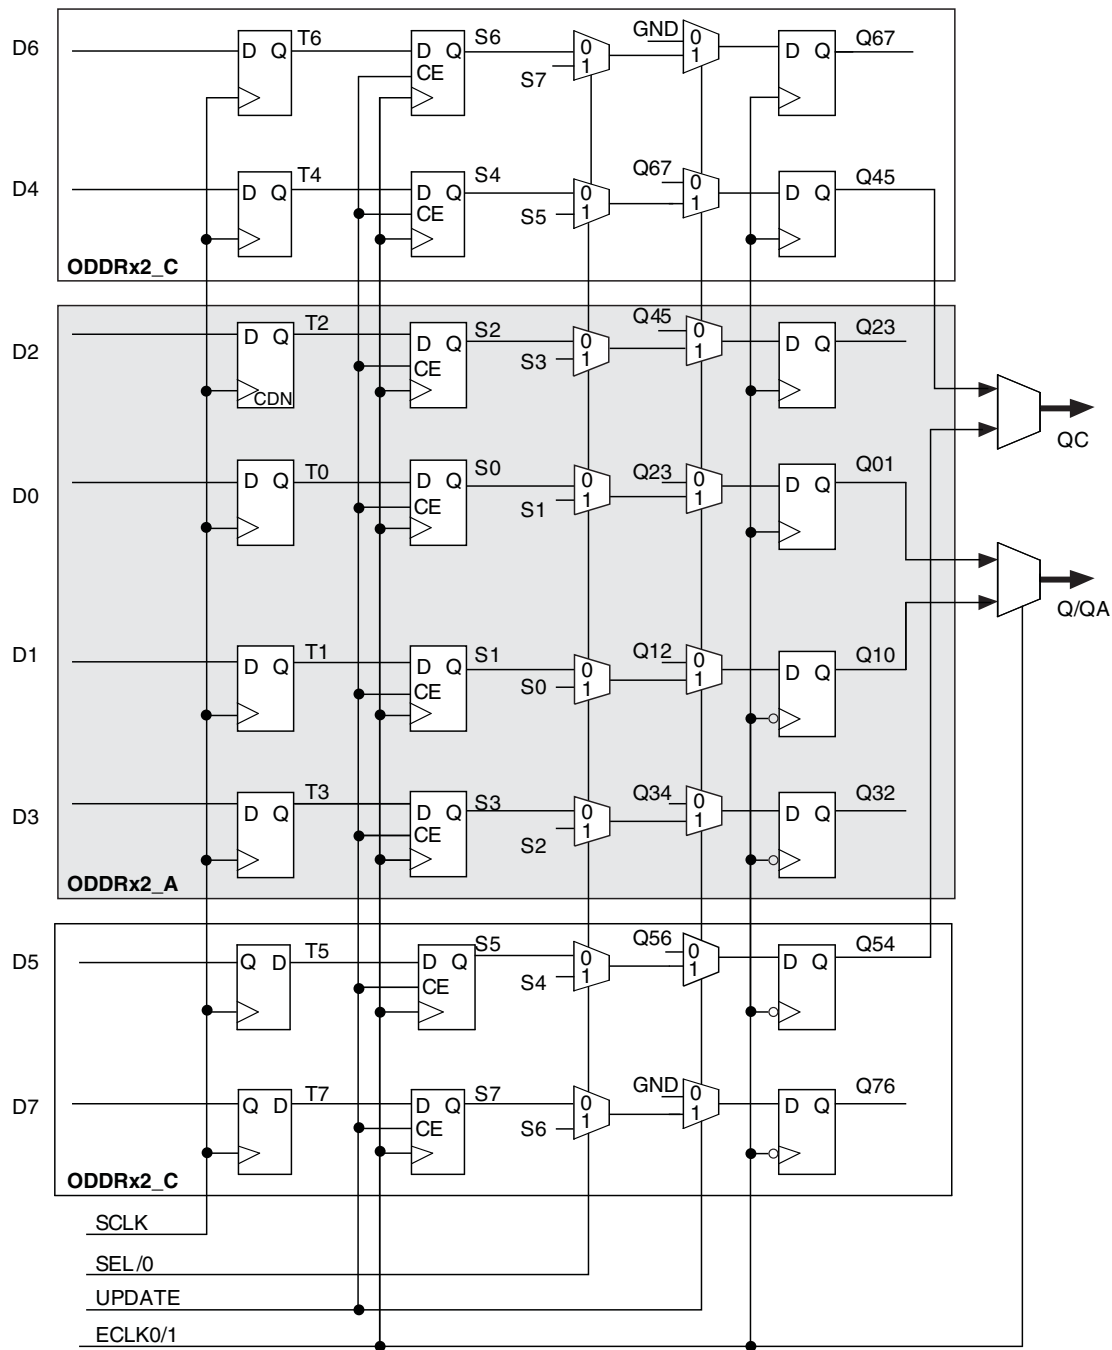 D6 D Q T6 D Q CE S6 0 1 S7 GND 0 1 D Q Q67
D4 D Q T4 D Q CE S4 0 1 S5 Q67 0 1 D Q Q45
ODDRx2_C
D2 D Q CDN T2 D Q CE S2 0 1 S3 Q45 0 1 D Q Q23
QC
D0 D Q T0 D Q CE S0 0 1 S1 Q23 0 1 D Q Q01
Q/QA
D1 D Q T1 D Q CE S1 0 1 S0 Q12 0 1 D Q Q10
D3 D Q T3 D Q CE S3 0 1 S2 Q34 0 1 D Q Q32
ODDRx2_A
D5 Q D T5 D Q CE S5 0 1 S4 Q56 0 1 D Q Q54
D7 Q D T7 D Q CE S7 0 1 S6 GND 0 1 D Q Q76
ODDRx2_C
SCLK
SEL/0
UPDATE
ECLK0/1